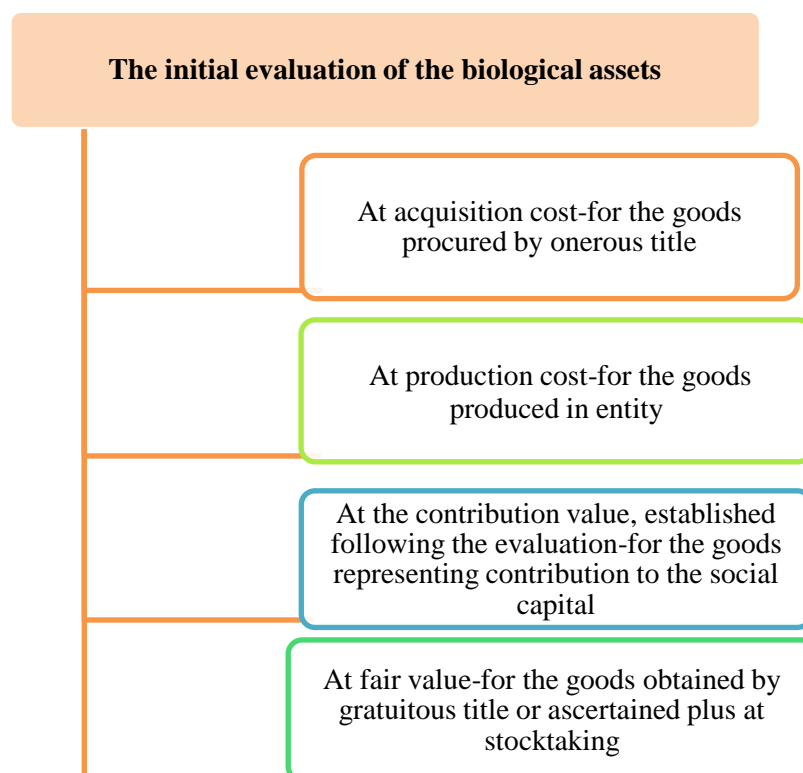 The initial evaluation of the biological assets
At acquisition cost-for the goods
procured by onerous title
At production cost-for the goods
produced in entity
At the contribution value, established
following the evaluation-for the goods
representing contribution to the social
capital
At fair value-for the goods obtained by
gratuitous title or ascertained plus at
stocktaking